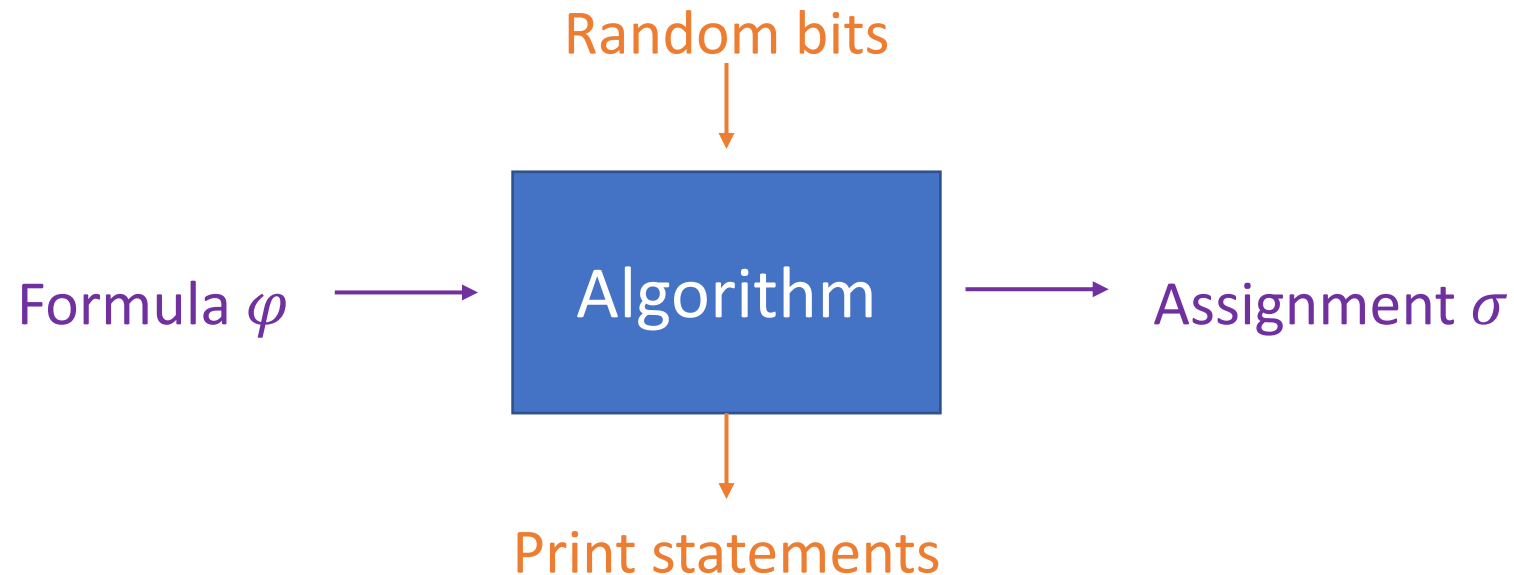 Random bits
Formula φ
Algorithm
Assignment σ
Print statements